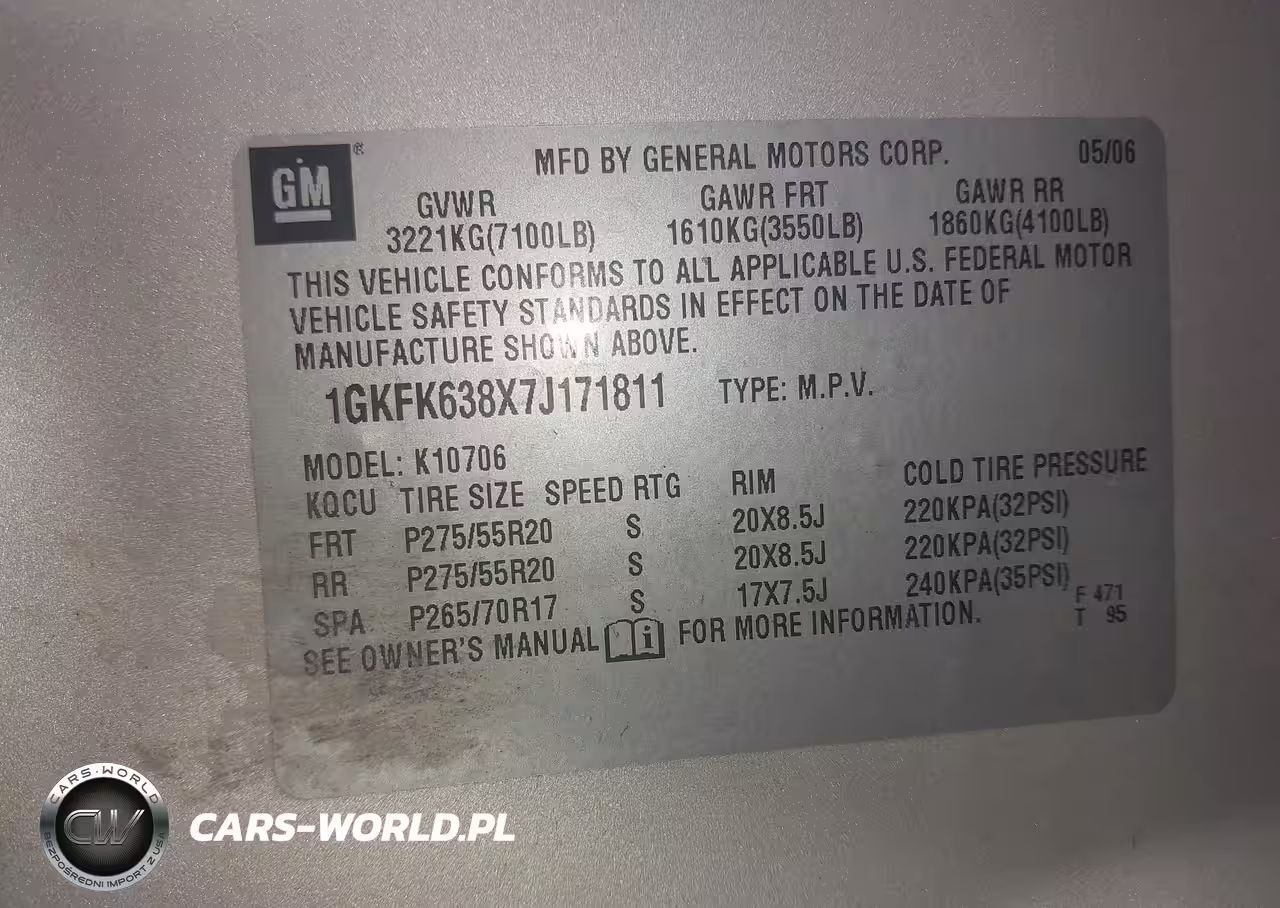 GM ® MFD BY GENERAL MOTORS CORP. 05/06
GVWR GAWR FRT GAWR RR
3221KG(7100LB) 1610KG(3550LB) 1860KG(4100LB)
THIS VEHICLE CONFORMS TO ALL APPLICABLE U.S. FEDERAL MOTOR
VEHICLE SAFETY STANDARDS IN EFFECT ON THE DATE OF
MANUFACTURE SHOWN ABOVE.
1GKFK638X7J171811 TYPE: M.P.V.
MODEL: K10706
KQCU TIRE SIZE SPEED RTG RIM COLD TIRE PRESSURE
FRT P275/55R20 S 20X8.5J 220KPA(32PSI)
RR P275/55R20 S 20X8.5J 220KPA(32PSI)
SPA P265/70R17 S 17X7.5J 240KPA(35PSI)
F 471
SEE OWNER'S MANUAL i FOR MORE INFORMATION.
T 95
CARS-WORLD
CW
BEZPOŚREDNI IMPORT Z USA
CARS-WORLD.PL